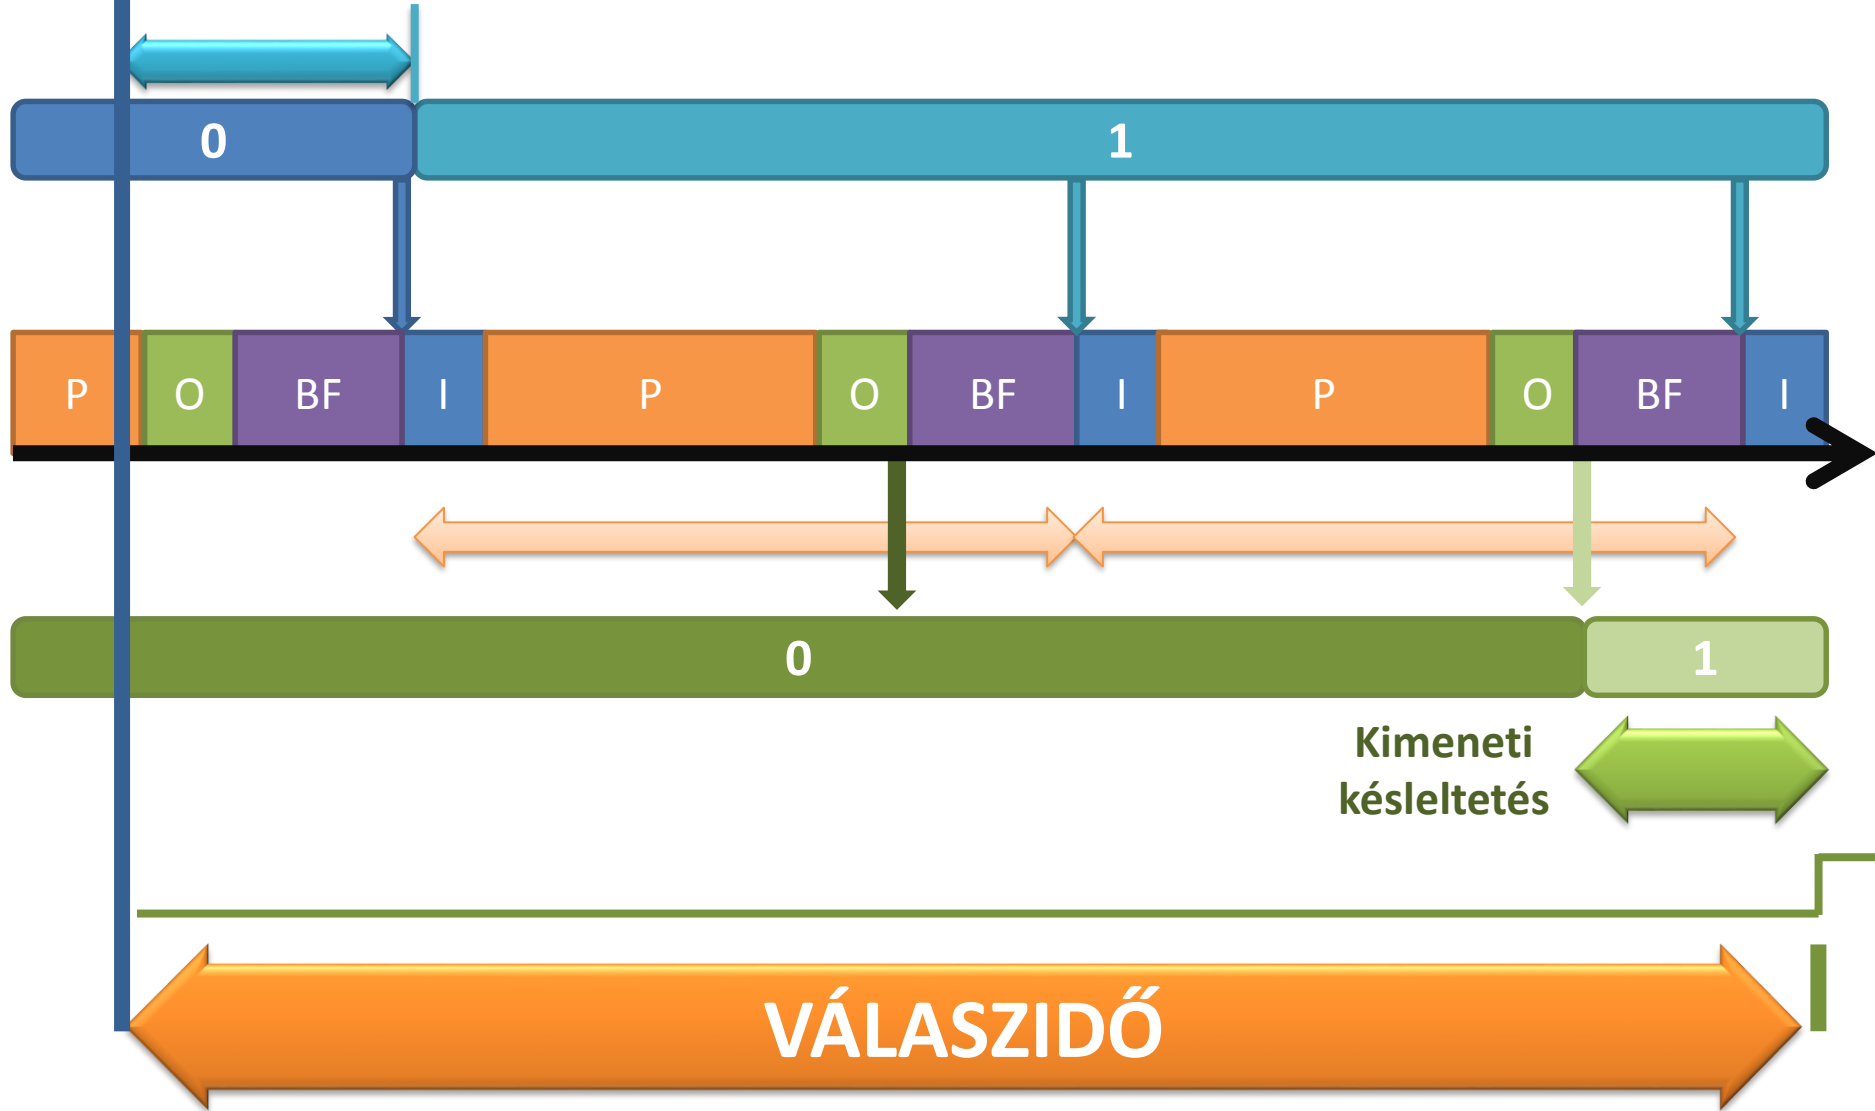 0 1
P O BF I P O BF I P O BF I
0 1
Kimeneti
késleltetés
VÁLASZIDŐ